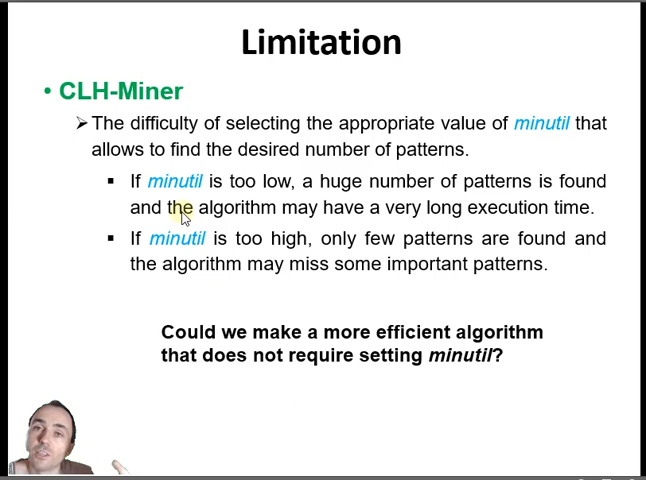 Limitation
• CLH-Miner
➢ The difficulty of selecting the appropriate value of minutil that
allows to find the desired number of patterns.
▪ If minutil is too low, a huge number of patterns is found
and the algorithm may have a very long execution time.
▪ If minutil is too high, only few patterns are found and
the algorithm may miss some important patterns.
Could we make a more efficient algorithm
that does not require setting minutil?